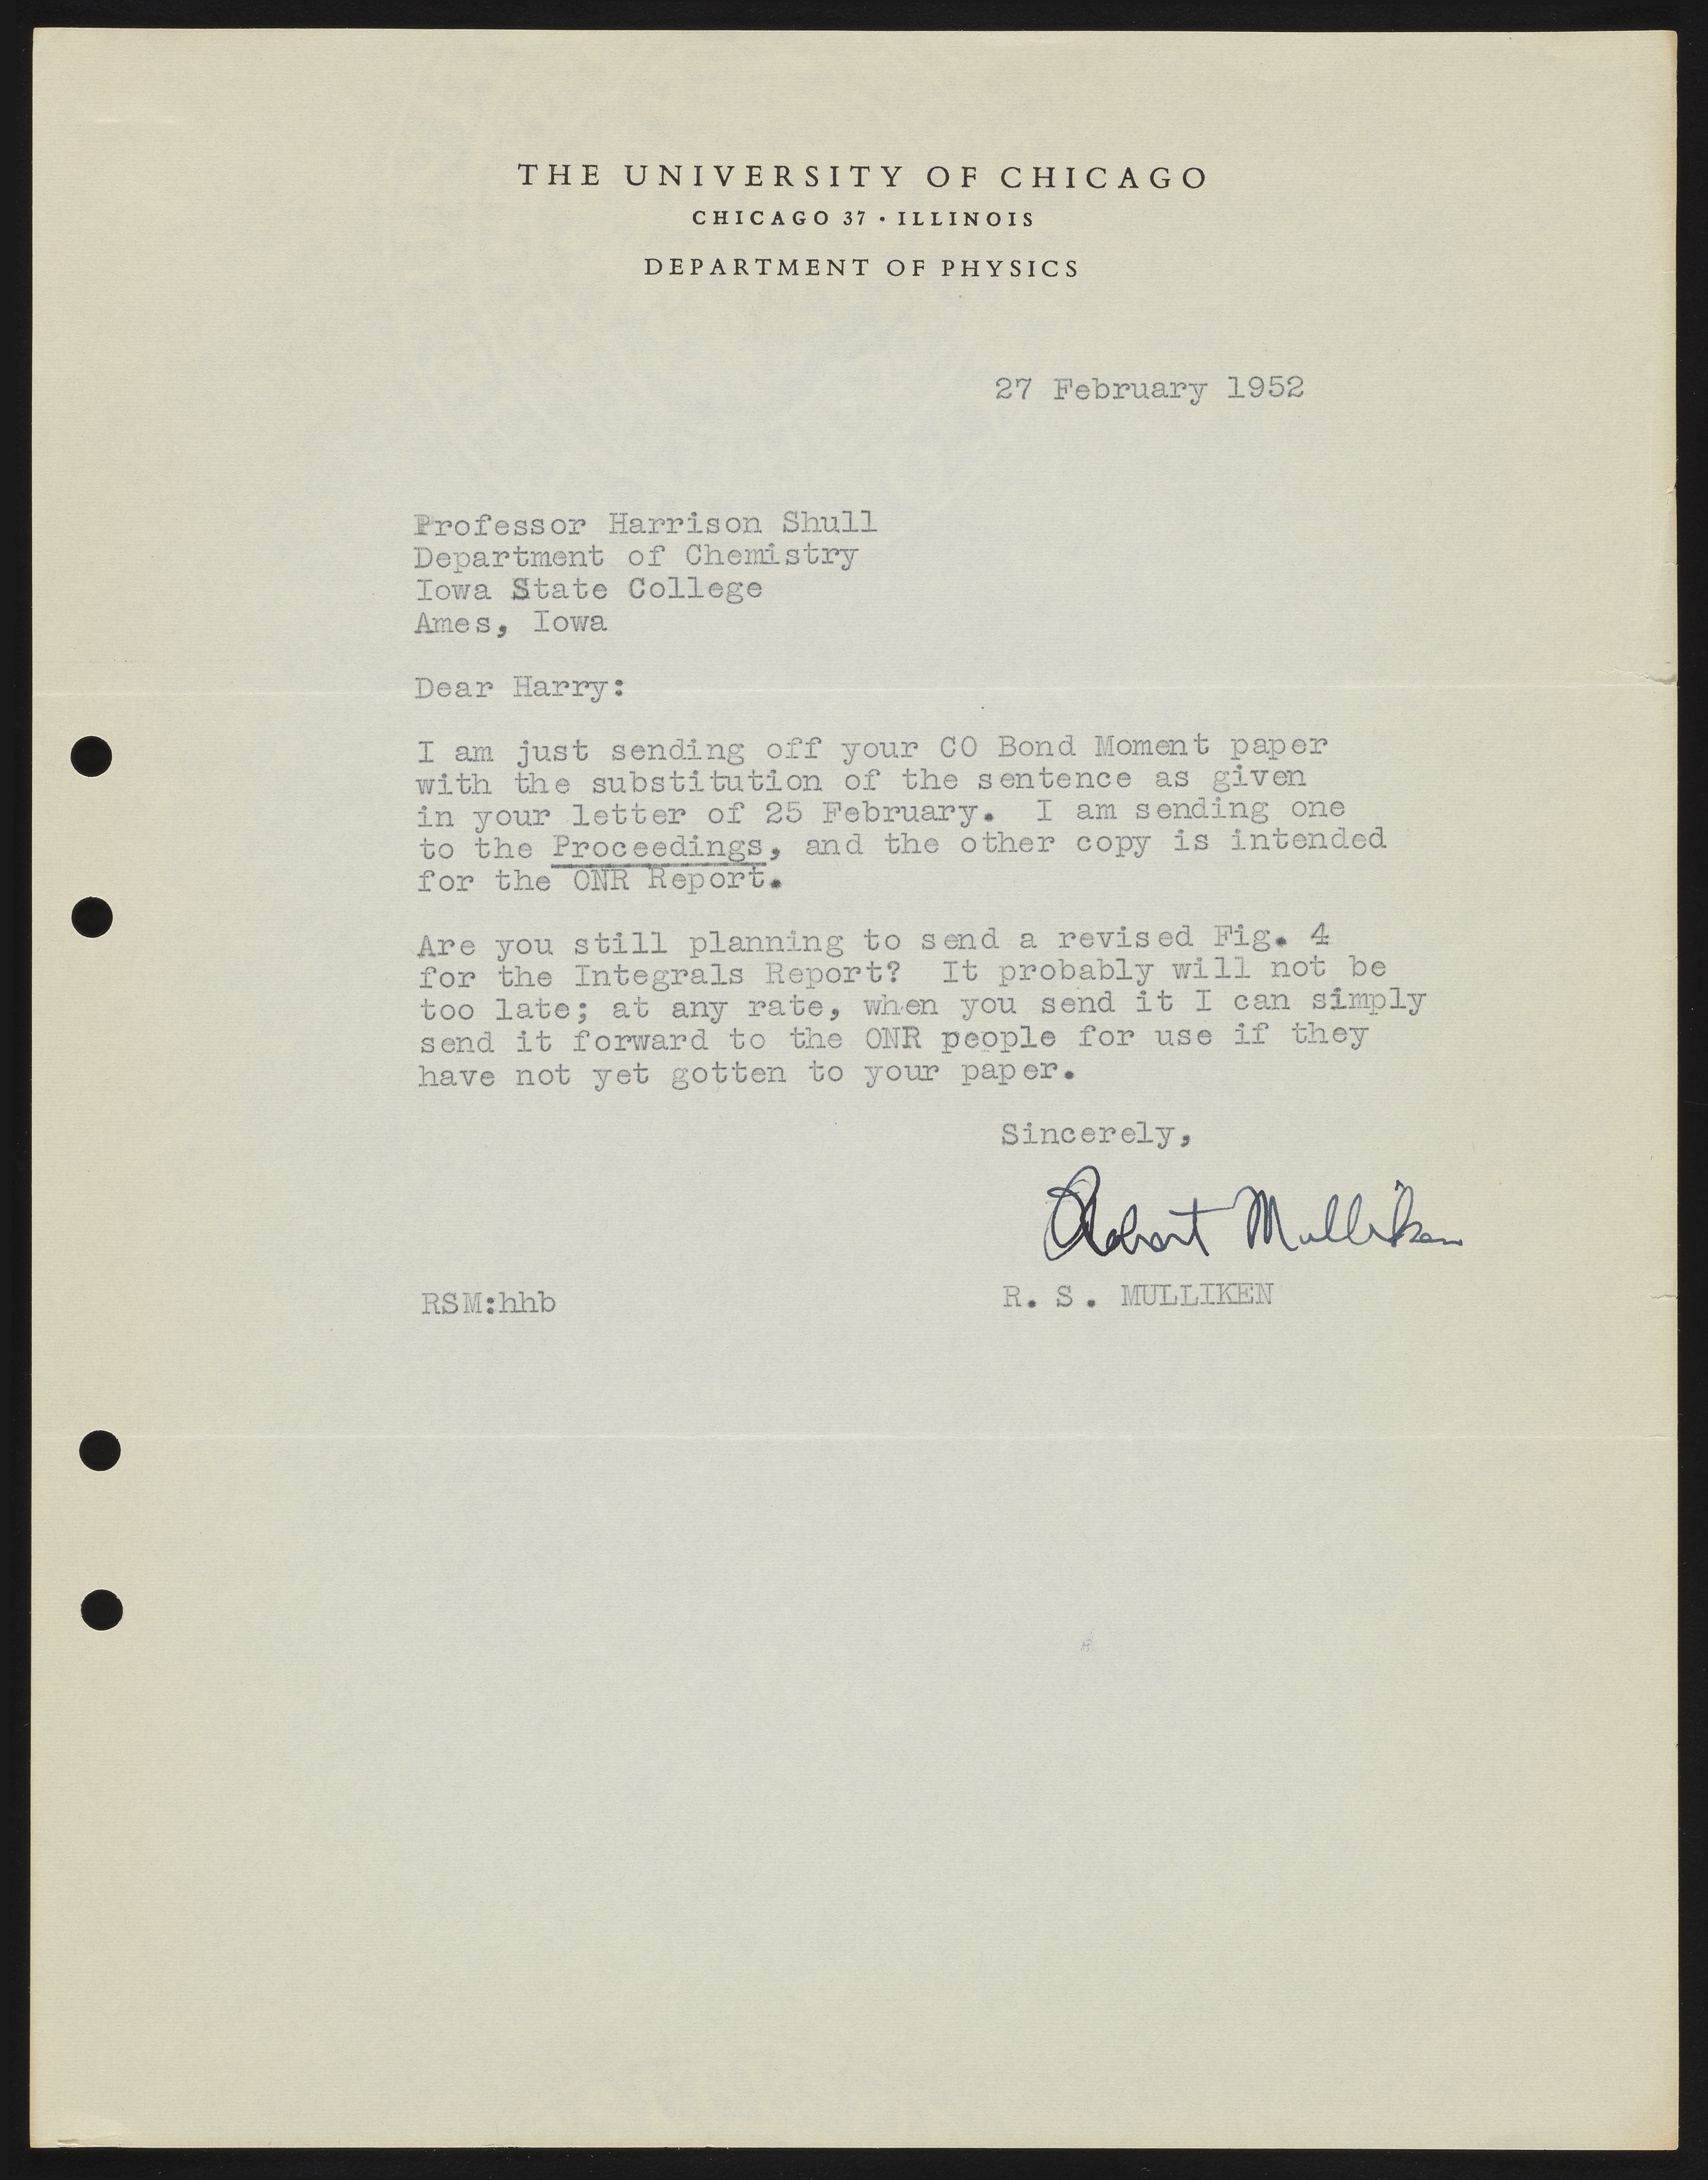 THE UNIVERSITY OF CHICAGO
CHICAGO 37 · ILLINOIS
DEPARTMENT OF PHYSICS
27 February 1952
Professor Harrison Shull
Department of Chemistry
Iowa State College
Ames, Iowa
Dear Harry:
I am just sending off your CO Bond Moment paper
with the substitution of the sentence as given
in your letter of 25 February.  I am sending one
to the Proceedings, and the other copy is intended
for the ONR Report.
Are you still planning to send a revised Fig. 4
for the Integrals Report?  It probably will not be
too late; at any rate, when you send it I can simply
send it forward to the ONR people for use if they
have not yet gotten to your paper.
Sincerely,
Robert Mulliken
R. S. MULLIKEN
RSM:hhb